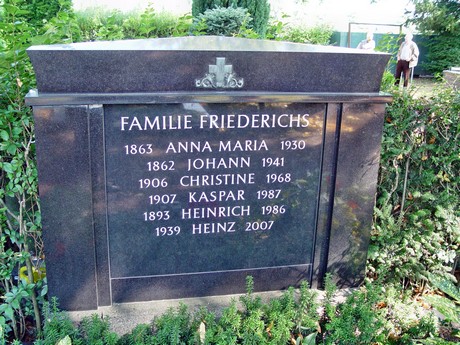 FAMILIE FRIEDERICHS
1863 ANNA MARIA 1930
1862 JOHANN 1941
1906 CHRISTINE 1968
1907 KASPAR 1987
1893 HEINRICH 1986
1939 HEINZ 2007